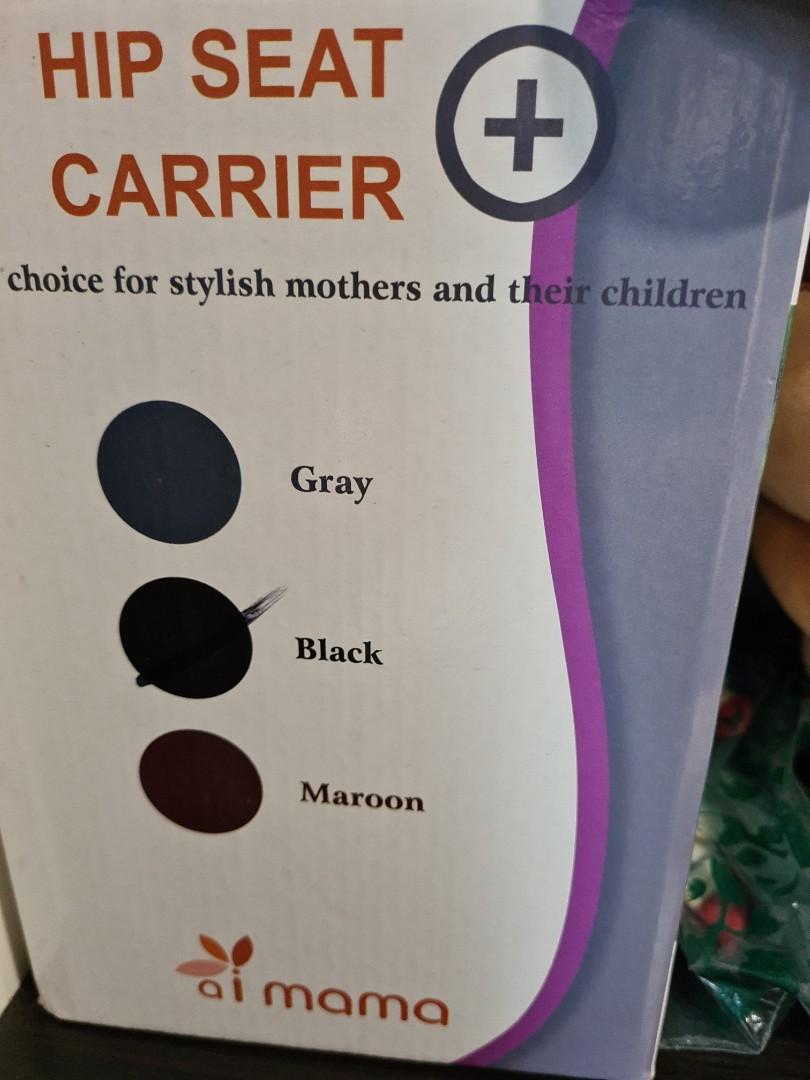 HIP SEAT
CARRIER
choice for stylish mothers and their children
Gray
Black
Maroon
ai mama